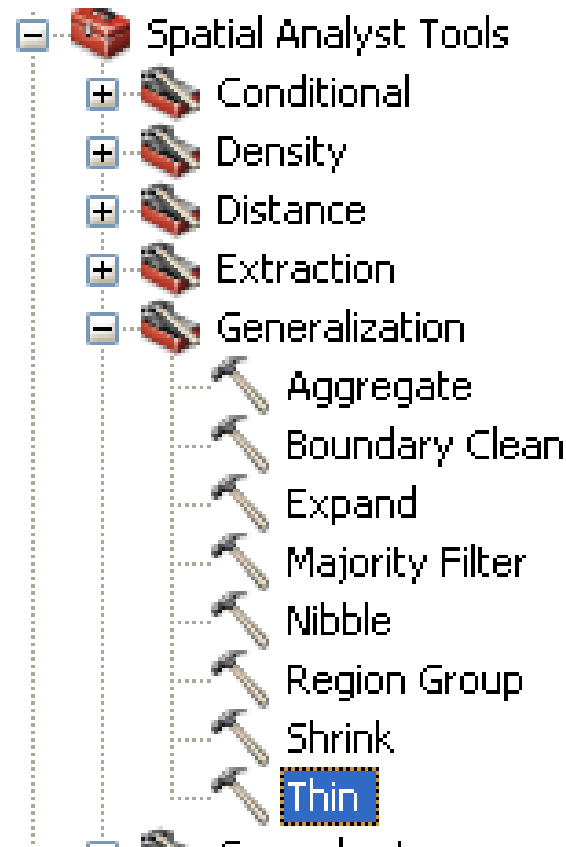 Spatial Analyst Tools
Conditional
Density
Distance
Extraction
Generalization
Aggregate
Boundary Clean
Expand
Majority Filter
Nibble
Region Group
Shrink
Thin